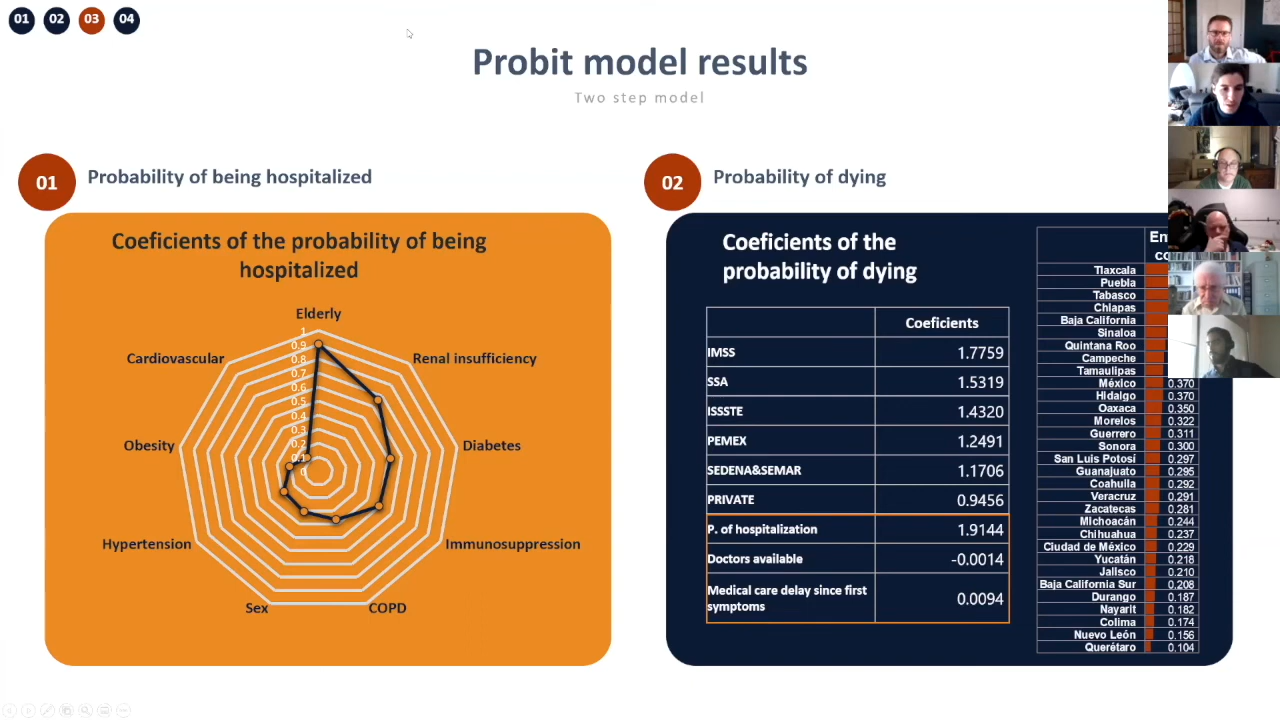 01 02 03 04
Probit model results
Two step model
01 Probability of being hospitalized
Coeficients of the probability of being
hospitalized
Elderly
Cardiovascular
Renal insufficiency
Obesity
Diabetes
Hypertension
Immunosuppression
Sex
COPD
1
0.9
0.8
0.7
0.6
0.5
0.4
0.3
0.2
0.1
0
02 Probability of dying
Coeficients of the
probability of dying
Coeficients
IMSS 1.7759
SSA 1.5319
ISSSTE 1.4320
PEMEX 1.2491
SEDENA&SEMAR 1.1706
PRIVATE 0.9456
P. of hospitalization 1.9144
Doctors available -0.0014
Medical care delay since first
symptoms 0.0094
Tlaxcala
Puebla
Tabasco
Chiapas
Baja California
Sinaloa
Quintana Roo
Campeche
Tamaulipas
México 0.370
Hidalgo 0.370
Oaxaca 0.350
Morelos 0.322
Guerrero 0.311
Sonora 0.300
San Luis Potosí 0.297
Guanajuato 0.295
Coahulla 0.292
Veracruz 0.291
Zacatecas 0.281
Michoacán 0.244
Chihuahua 0.237
Ciudad de México 0.229
Yucatán 0.218
Jalisco 0.210
Baja California Sur 0.208
Durango 0.187
Nayarit 0.182
Colima 0.174
Nuevo León 0.156
Querétaro 0.104